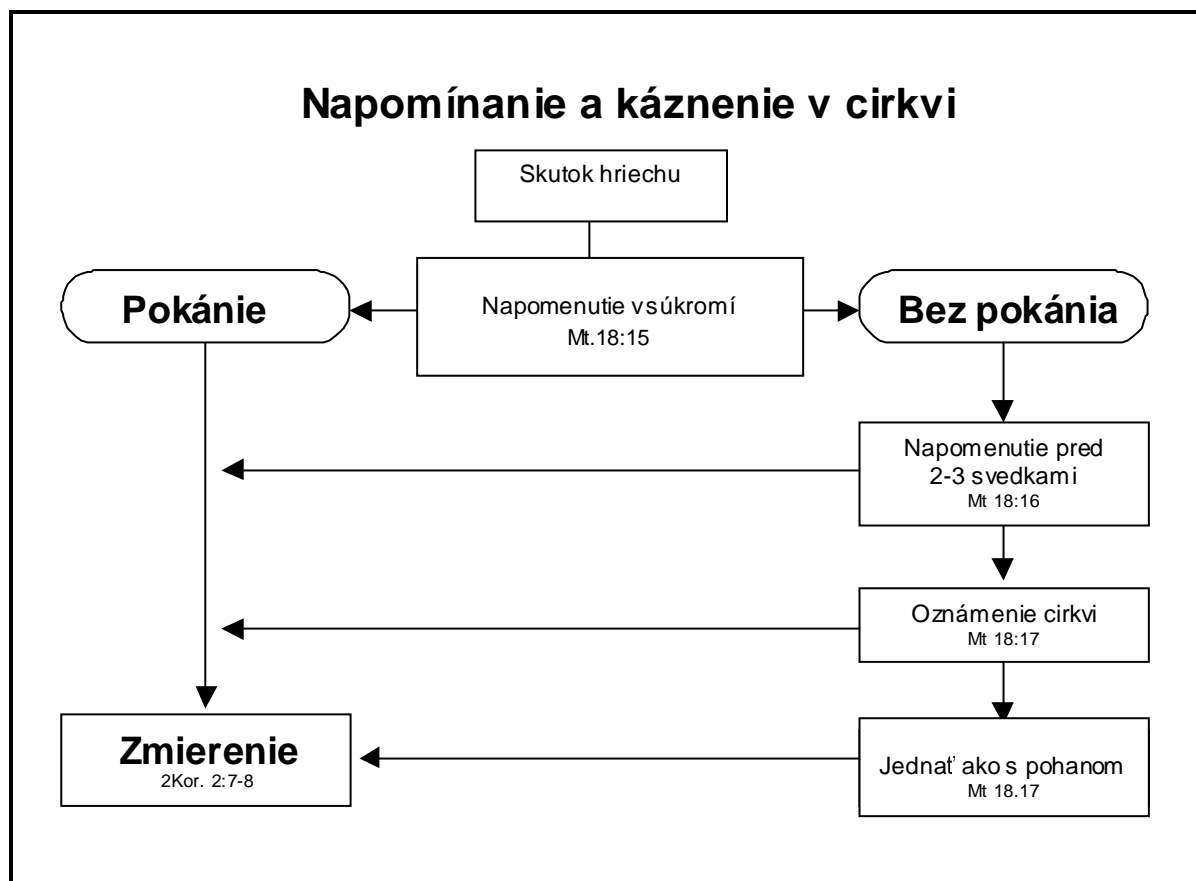 Napomínanie a káznenie v cirkvi
Skutok hriechu
Pokánie
Napomenutie v súkromí
Mt.18:15
Bez pokánia
Napomenutie pred
2-3 svedkami
Mt 18:16
Oznámenie cirkvi
Mt 18:17
Zmierenie
2Kor. 2:7-8
Jednať ako s pohanom
Mt 18.17